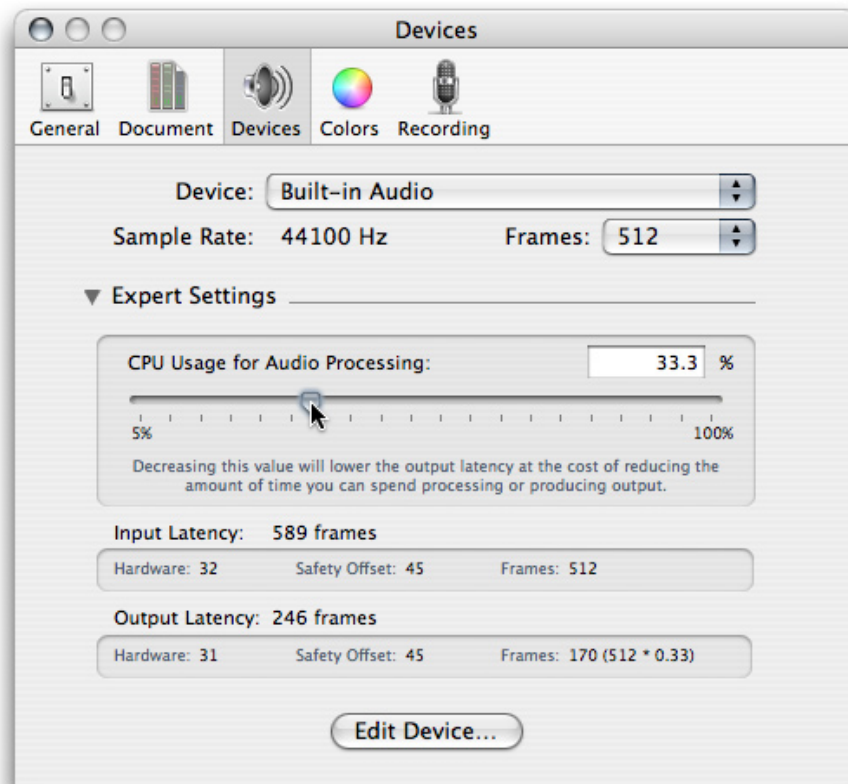 Devices
General Document Devices Colors Recording
Device: Built-in Audio
Sample Rate: 44100 Hz Frames: 512
Expert Settings
CPU Usage for Audio Processing: 33.3 %
5% 100%
Decreasing this value will lower the output latency at the cost of reducing the
amount of time you can spend processing or producing output.
Input Latency: 589 frames
Hardware: 32 Safety Offset: 45 Frames: 512
Output Latency: 246 frames
Hardware: 31 Safety Offset: 45 Frames: 170 (512 * 0.33)
Edit Device...